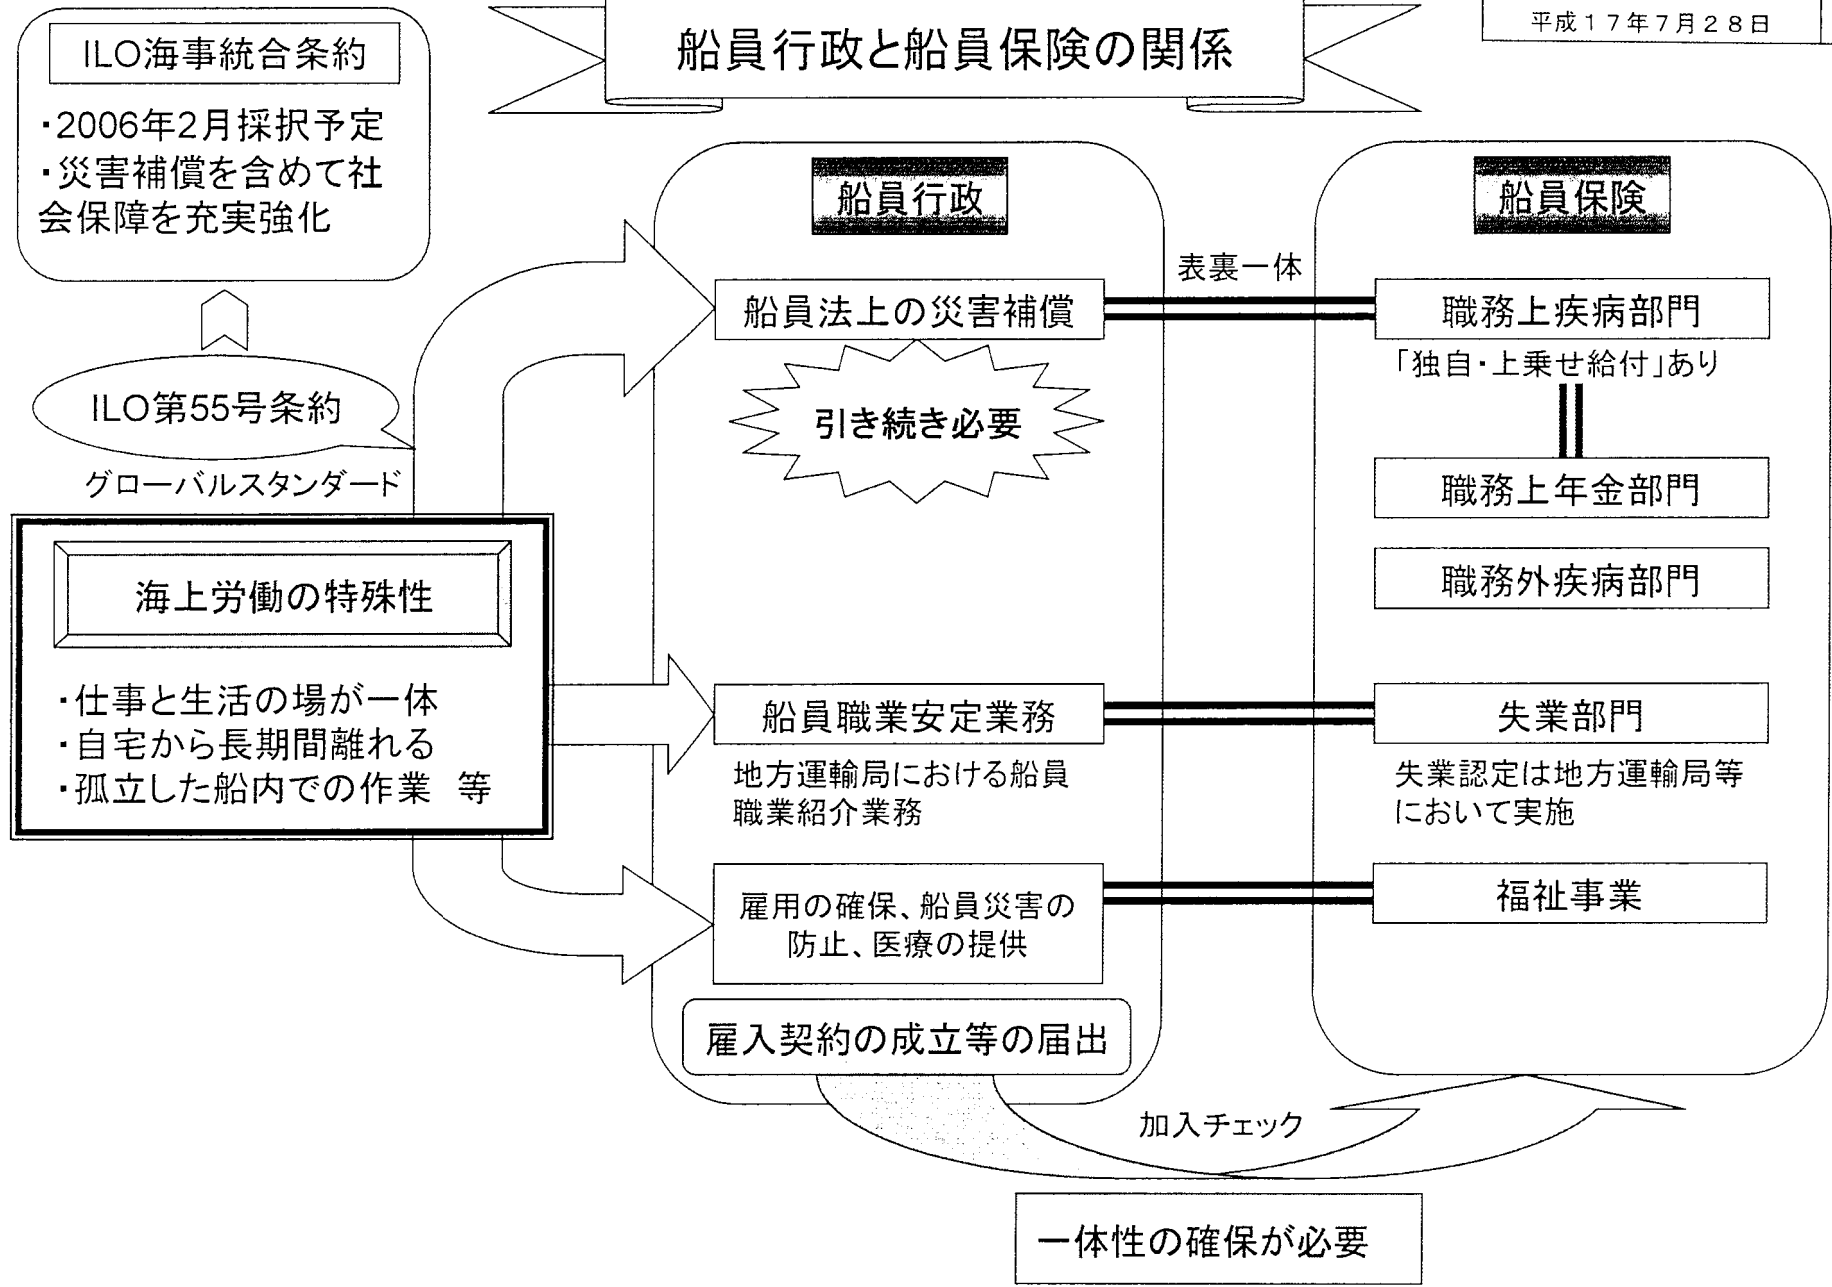 平成17年7月28日
船員行政と船員保険の関係
ILO海事統合条約
・2006年2月採択予定
・災害補償を含めて社
会保障を充実強化
ILO第55号条約
グローバルスタンダード
海上労働の特殊性
・仕事と生活の場が一体
・自宅から長期間離れる
・孤立した船内での作業 等
船員行政
船員法上の災害補償
引き続き必要
船員職業安定業務
地方運輸局における船員
職業紹介業務
雇用の確保、船員災害の
防止、医療の提供
雇入契約の成立等の届出
表裏一体
船員保険
職務上疾病部門
「独自・上乗せ給付」あり
職務上年金部門
職務外疾病部門
失業部門
失業認定は地方運輸局等
において実施
福祉事業
加入チェック
一体性の確保が必要